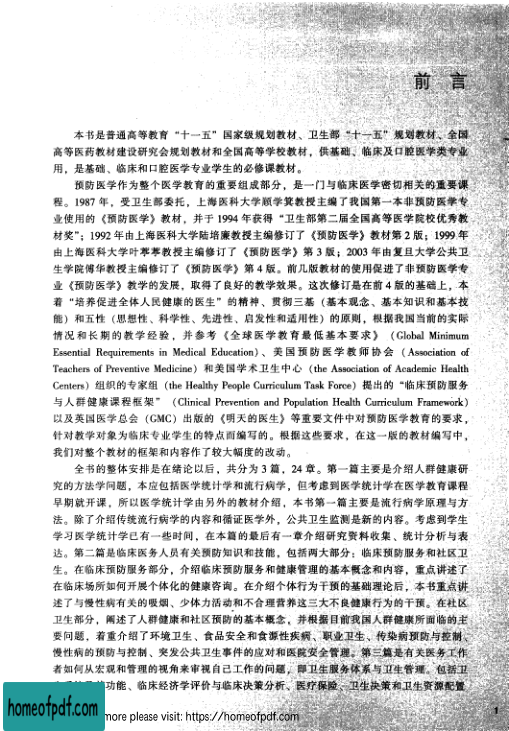 前 言
本书是普通高等教育“十一五”国家级规划教材、卫生部“十一五”规划教材、全国
高等医药教材建设研究会规划教材和全国高等学校教材，供基础、临床及口腔医学类专业
用，是基础、临床和口腔医学专业学生的必修课教材。
预防医学作为整个医学教育的重要组成部分，是一门与临床医学密切相关的重要课
程。1987 年，受卫生部委托，上海医科大学顾学箕教授主编了我国第一本非预防医学专
业使用的《预防医学》教材，并于 1994 年获得“卫生部第二届全国高等医学院校优秀教
材奖”；1992 年由上海医科大学陆培廉教授主编修订了《预防医学》教材第 2 版；1999 年
由上海医科大学叶葶葶教授主编修订了《预防医学》第 3 版；2003 年由复旦大学公共卫
生学院傅华教授主编修订了《预防医学》第 4 版。前几版教材的使用促进了非预防医学专
业《预防医学》教学的发展，取得了良好的教学效果。这次修订是在前 4 版的基础上，本
着“培养促进全体人民健康的医生”的精神、贯彻三基（基本观念、基本知识和基本技
能）和五性（思想性、科学性、先进性、启发性和适用性）的原则，根据我国当前的实际
情况和长期的教学经验，并参考《全球医学教育最低基本要求》（Global Minimum
Essential Requirements in Medical Education）、美国预防医学教师协会（Association of
Teachers of Preventive Medicine）和美国学术卫生中心（the Association of Academic Health
Centers）组织的专家组（the Healthy People Curriculum Task Force）提出的“临床预防服务
与人群健康课程框架”（Clinical Prevention and Population Health Curriculum Framework）
以及英国医学总会（GMC）出版的《明天的医生》等重要文件中对预防医学教育的要求，
针对教学对象为临床专业学生的特点而编写的。根据这些要求，在这一版的教材编写中，
我们对整个教材的框架和内容作了较大幅度的改动。
全书的整体安排是在绪论以后，共分为 3 篇，24 章。第一篇主要是介绍人群健康研
究的方法学问题，本应包括医学统计学和流行病学，但考虑到医学统计学在医学教育课程
早期就开课，所以医学统计学由另外的教材介绍，本书第一篇主要是流行病学原理与方
法。除了介绍传统流行病学的内容和循证医学外，公共卫生监测是新的内容。考虑到学生
学习医学统计学已有一些时间，在本篇的最后有一章介绍研究资料收集、统计分析与表
达。第二篇是临床医务人员有关预防知识和技能，包括两大部分：临床预防服务和社区卫
生。在临床预防服务部分，介绍临床预防服务和健康管理的基本概念和内容，重点讲述了
在临床场所如何开展个体化的健康咨询。在介绍个体行为干预的基础理论后，本书重点讲
述了与慢性病有关的吸烟、少体力活动和不合理营养这三大不良健康行为的干预。在社区
卫生部分，阐述了人群健康和社区预防的基本概念，并根据目前我国人群健康所面临的主
要问题，着重介绍了环境卫生、食品安全和食源性疾病、职业卫生、传染病预防与控制、
慢性病的预防与控制、突发公共卫生事件的应对和医院安全管理。第三篇是有关医务工作
者如何从宏观和管理的视角来审视自己工作的问题，即卫生服务体系与卫生管理。包括卫
功能、临床经济学评价与临床决策分析、医疗保险、卫生决策和卫生资源配置
1
homeofpdf.com
more please visit: https://homeofpdf.com